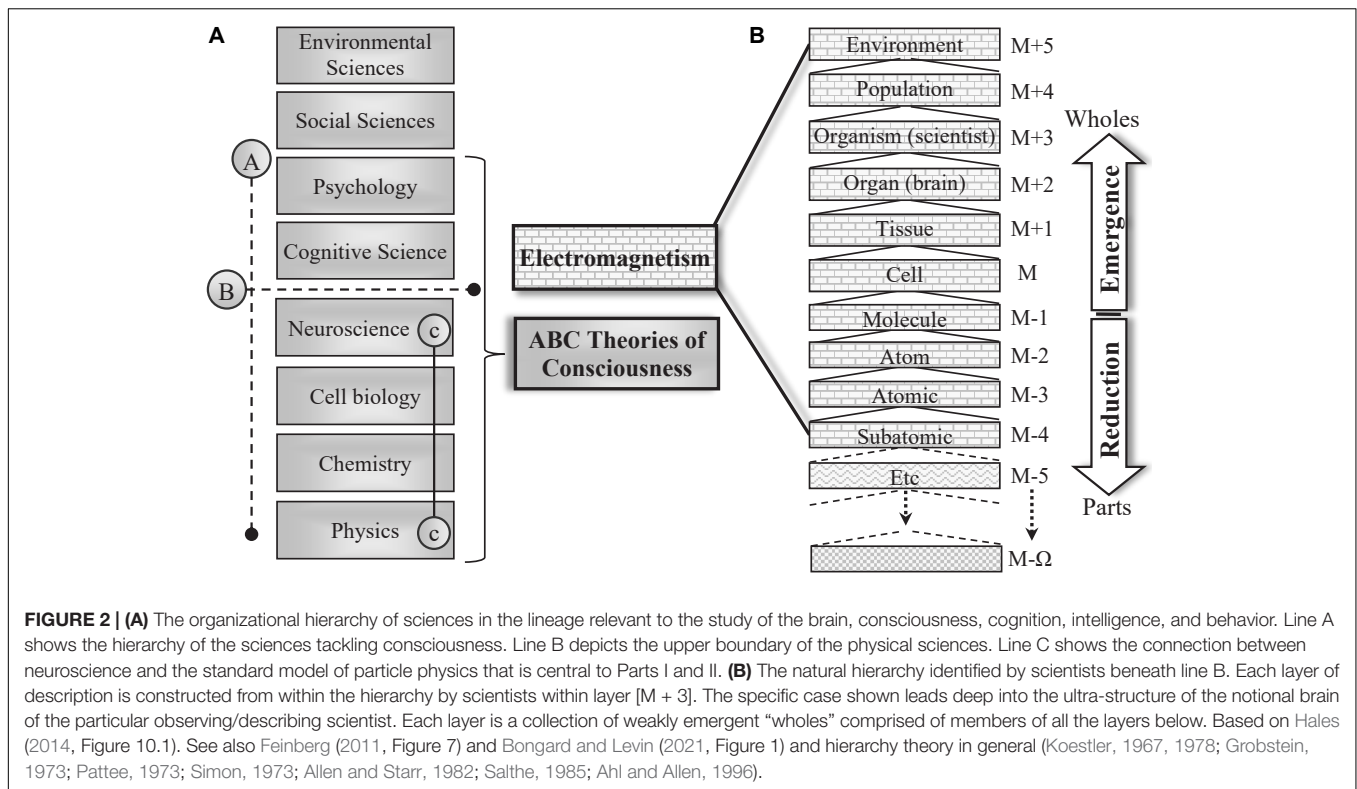 A
Environmental
Sciences
Social Sciences
A
Psychology
Cognitive Science
B
Neuroscience
c
Cell biology
Chemistry
Physics
c
Electromagnetism
ABC Theories of
Consciousness
B
Environment M+5
Population M+4
Organism (scientist) M+3
Organ (brain) M+2
Tissue M+1
Cell M
Molecule M-1
Atom M-2
Atomic M-3
Subatomic M-4
Etc M-5
M-Ω
Wholes
Emergence
Reduction
Parts
FIGURE 2 | (A) The organizational hierarchy of sciences in the lineage relevant to the study of the brain, consciousness, cognition, intelligence, and behavior. Line A
shows the hierarchy of the sciences tackling consciousness. Line B depicts the upper boundary of the physical sciences. Line C shows the connection between
neuroscience and the standard model of particle physics that is central to Parts I and II. (B) The natural hierarchy identified by scientists beneath line B. Each layer of
description is constructed from within the hierarchy by scientists within layer [M + 3]. The specific case shown leads deep into the ultra-structure of the notional brain
of the particular observing/describing scientist. Each layer is a collection of weakly emergent “wholes” comprised of members of all the layers below. Based on Hales
(2014, Figure 10.1). See also Feinberg (2011, Figure 7) and Bongard and Levin (2021, Figure 1) and hierarchy theory in general (Koestler, 1967, 1978; Grobstein,
1973; Pattee, 1973; Simon, 1973; Allen and Starr, 1982; Salthe, 1985; Ahl and Allen, 1996).